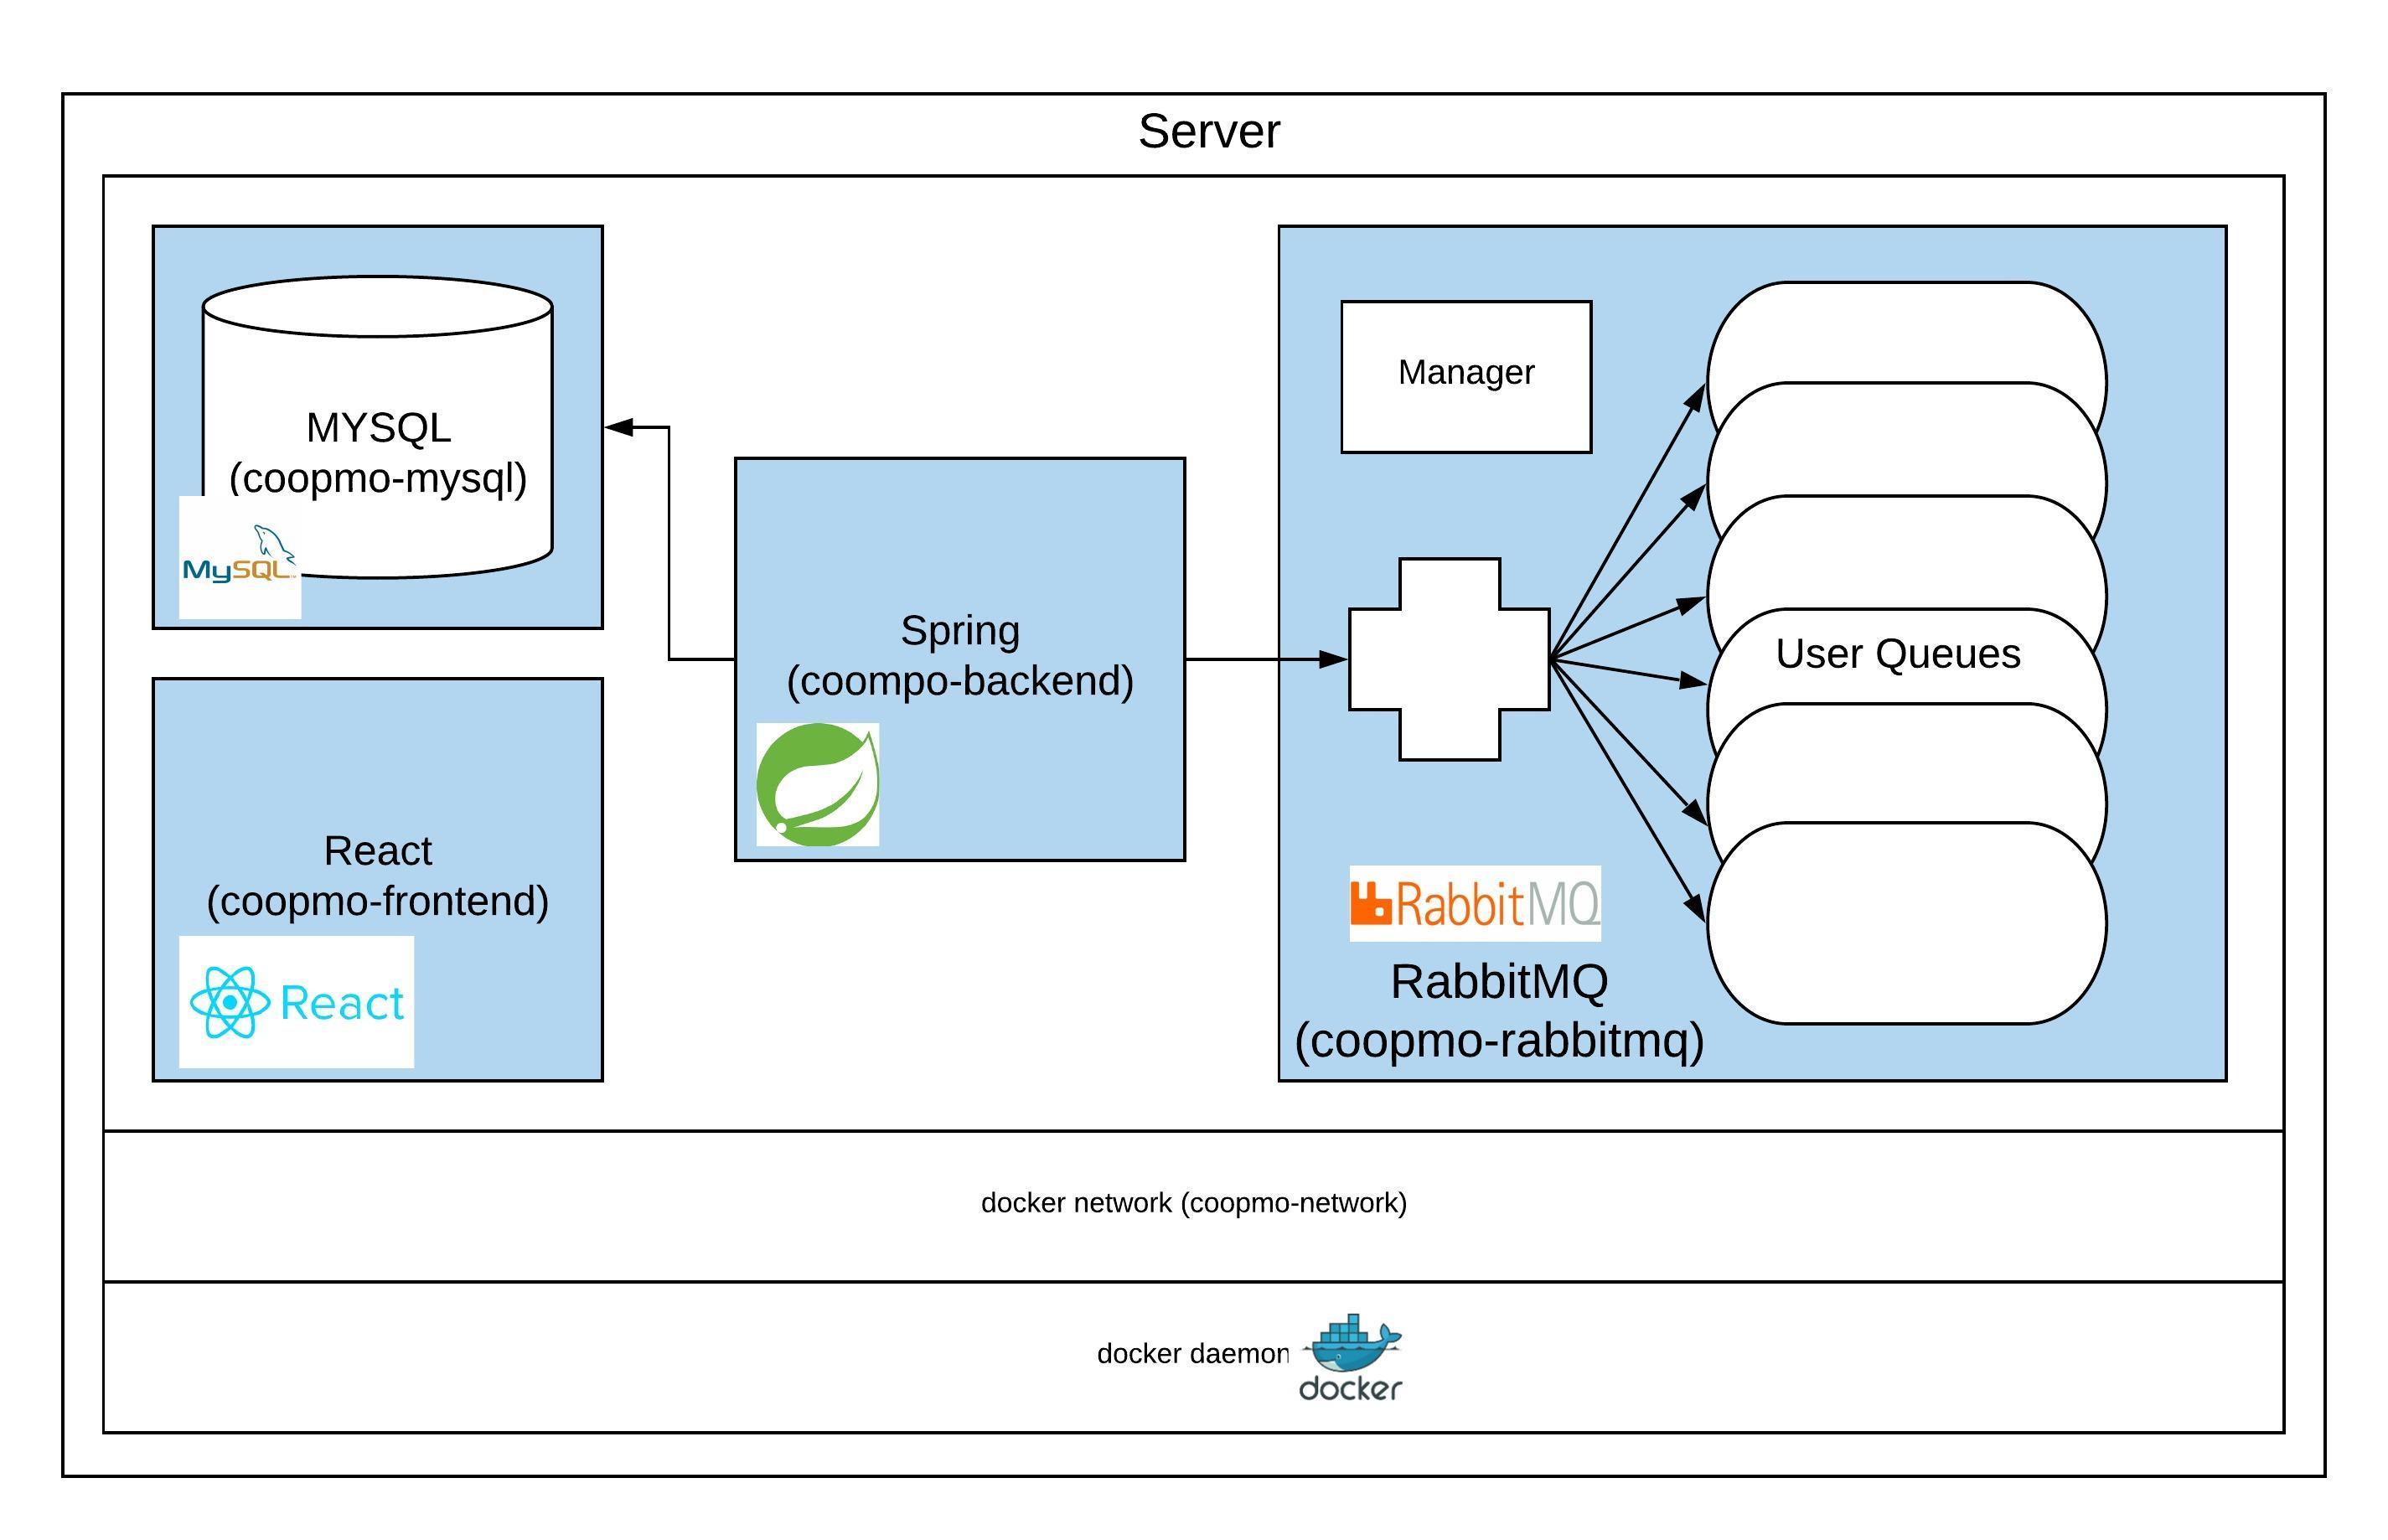 Server
MYSQL
(coopmo-mysql)
MySQL
React
(coopmo-frontend)
React
Spring
(coompo-backend)
Manager
User Queues
RabbitMQ
RabbitMQ
(coopmo-rabbitmq)
docker network (coopmo-network)
docker daemon
docker